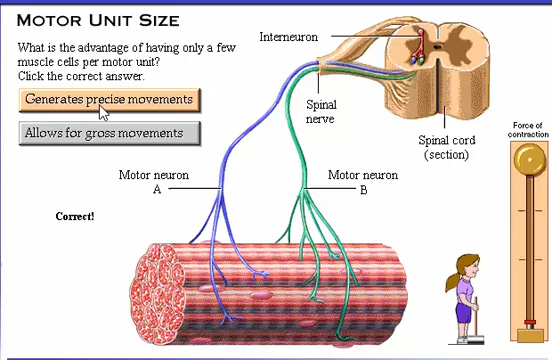 MOTOR UNIT SIZE
What is the advantage of having only a few
muscle cells per motor unit?
Click the correct answer.
Generates precise movements
Allows for gross movements
Interneuron
Spinal
nerve
Spinal cord
(section)
Force of
contraction
Motor neuron
A
Motor neuron
B
Correct!